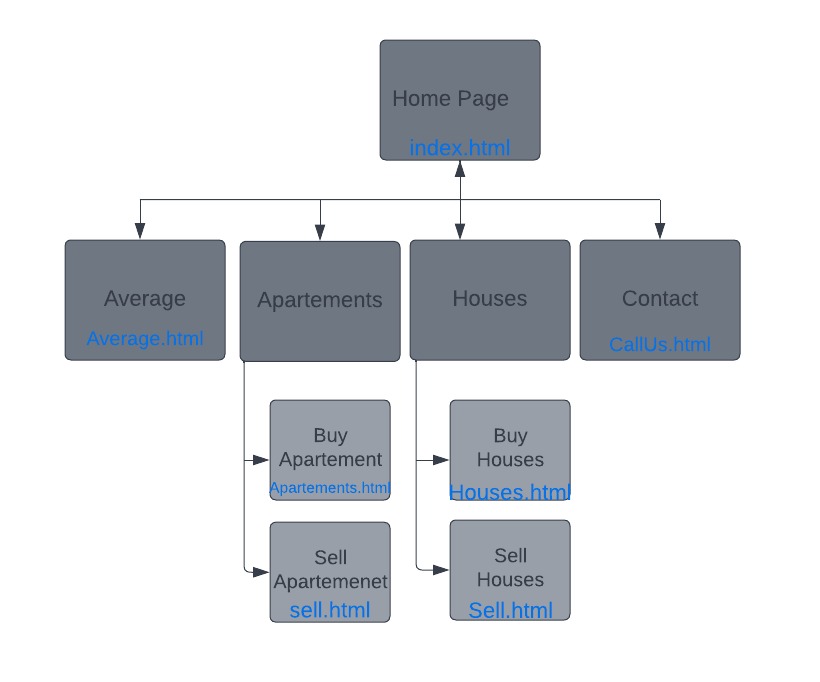 Home Page
index.html
Average
Average.html
Apartements
Houses
Contact
CallUs.html
Buy
Apartement
Apartements.html
Buy
Houses
Houses.html
Sell
Apartemenet
sell.html
Sell
Houses
Sell.html